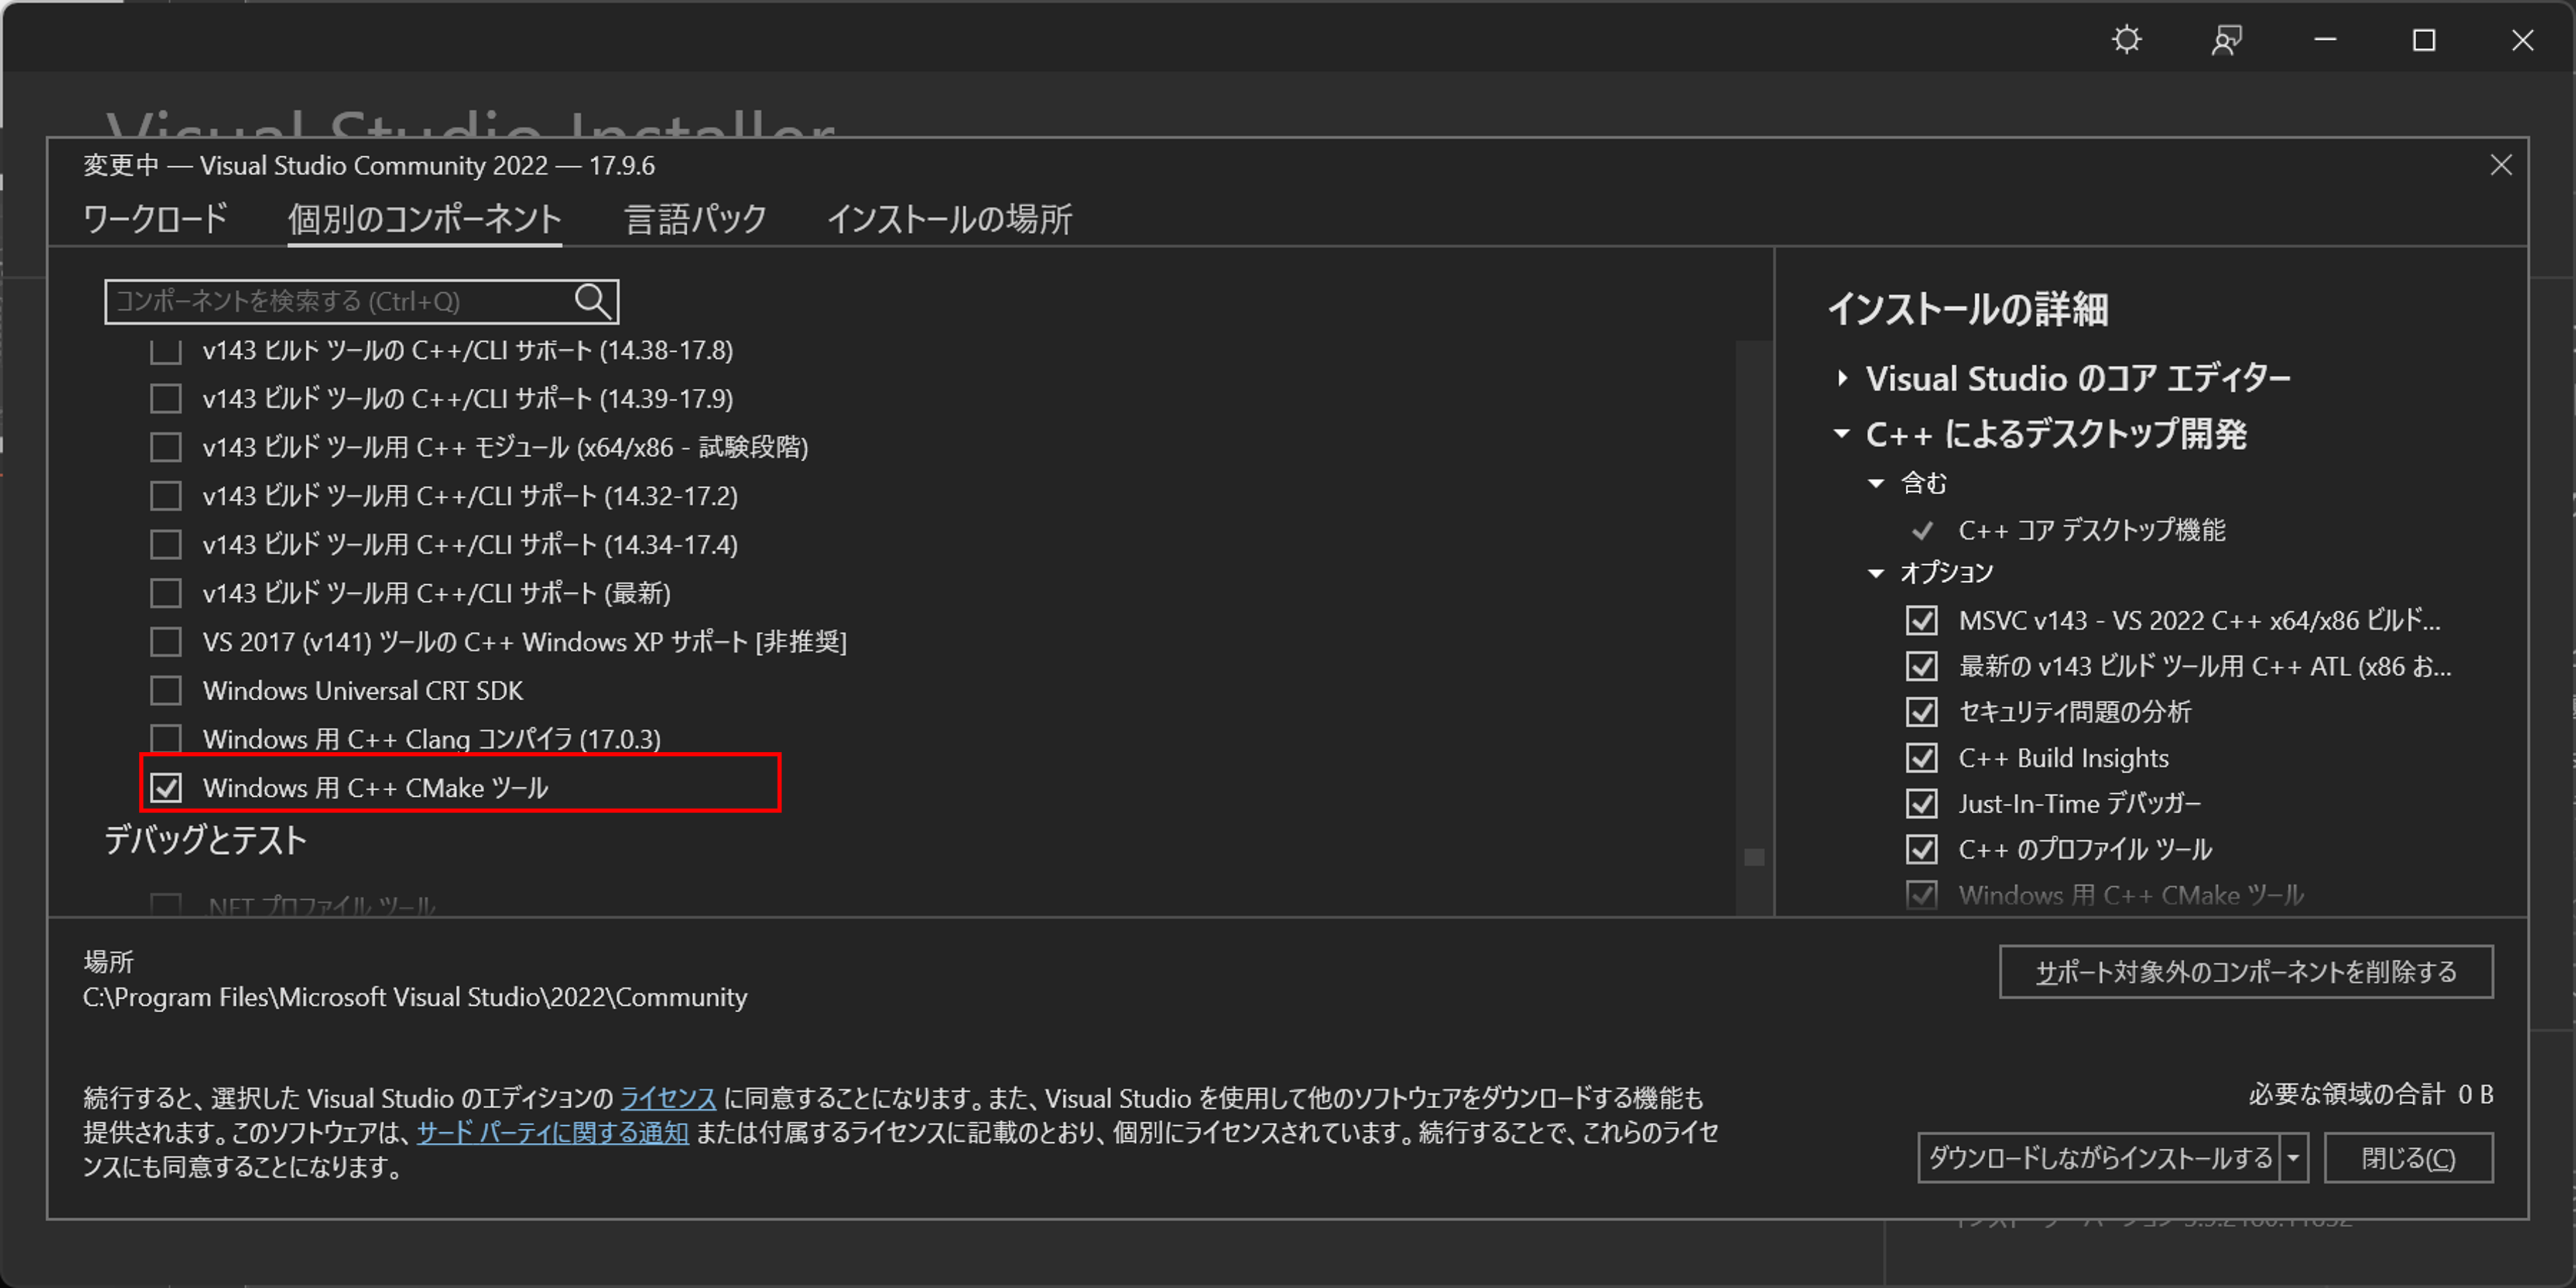 Visual Studio Installer
変更中 — Visual Studio Community 2022 — 17.9.6
ワークロード
個別のコンポーネント
言語パック
インストールの場所
コンポーネントを検索する (Ctrl+Q)
v143 ビルド ツールの C++/CLI サポート (14.38-17.8)
v143 ビルド ツールの C++/CLI サポート (14.39-17.9)
v143 ビルド ツール用 C++ モジュール (x64/x86 - 試験段階)
v143 ビルド ツール用 C++/CLI サポート (14.32-17.2)
v143 ビルド ツール用 C++/CLI サポート (14.34-17.4)
v143 ビルド ツール用 C++/CLI サポート (最新)
VS 2017 (v141) ツールの C++ Windows XP サポート [非推奨]
Windows Universal CRT SDK
Windows 用 C++ Clang コンパイラ (17.0.3)
Windows 用 C++ CMake ツール
デバッグとテスト
.NET プロファイル ツール
インストールの詳細
Visual Studio のコア エディター
C++ によるデスクトップ開発
含む
C++ コア デスクトップ機能
オプション
MSVC v143 - VS 2022 C++ x64/x86 ビルド...
最新の v143 ビルド ツール用 C++ ATL (x86 お...
セキュリティ問題の分析
C++ Build Insights
Just-In-Time デバッガー
C++ のプロファイル ツール
Windows 用 C++ CMake ツール
場所
C:\Program Files\Microsoft Visual Studio\2022\Community
サポート対象外のコンポーネントを削除する
続行すると、選択した Visual Studio のエディションの ライセンス に同意することになります。また、Visual Studio を使用して他のソフトウェアをダウンロードする機能も
提供されます。このソフトウェアは、サード パーティに関する通知 または付属するライセンスに記載のとおり、個別にライセンスされています。続行することで、これらのライセ
ンスにも同意することになります。
必要な領域の合計 0 B
ダウンロードしながらインストールする
閉じる(C)